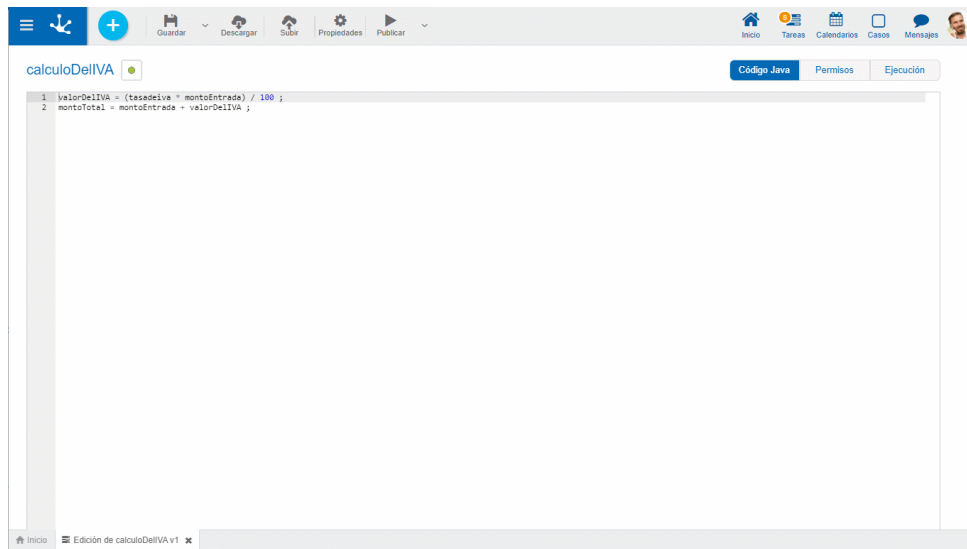 Guardar
Descargar
Subir
Propiedades
Publicar
Inicio
0
Tareas
Calendarios
Casos
Mensajes
calculoDelIVA
Código Java
Permisos
Ejecución
1 valorDelIVA = (tasadeiva * montoEntrada) / 100 ;
2 montoTotal = montoEntrada + valorDelIVA ;
Inicio
Edición de calculoDelIVA v1